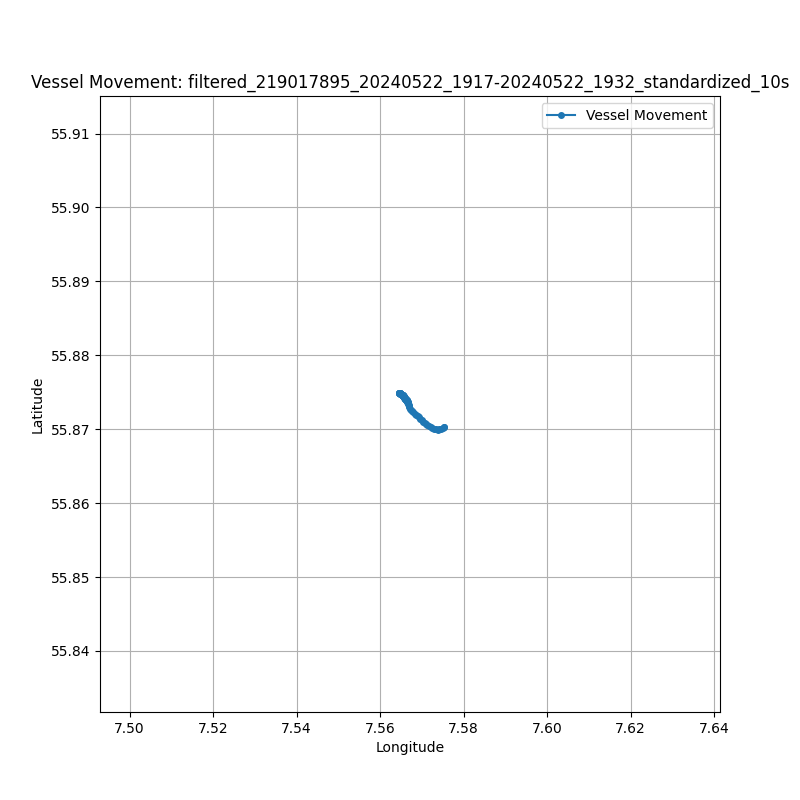 Vessel Movement: filtered_219017895_20240522_1917-20240522_1932_standardized_10s
Vessel Movement
55.91
55.90
55.89
55.88
55.87
55.86
55.85
55.84
Latitude
7.50 7.52 7.54 7.56 7.58 7.60 7.62 7.64
Longitude